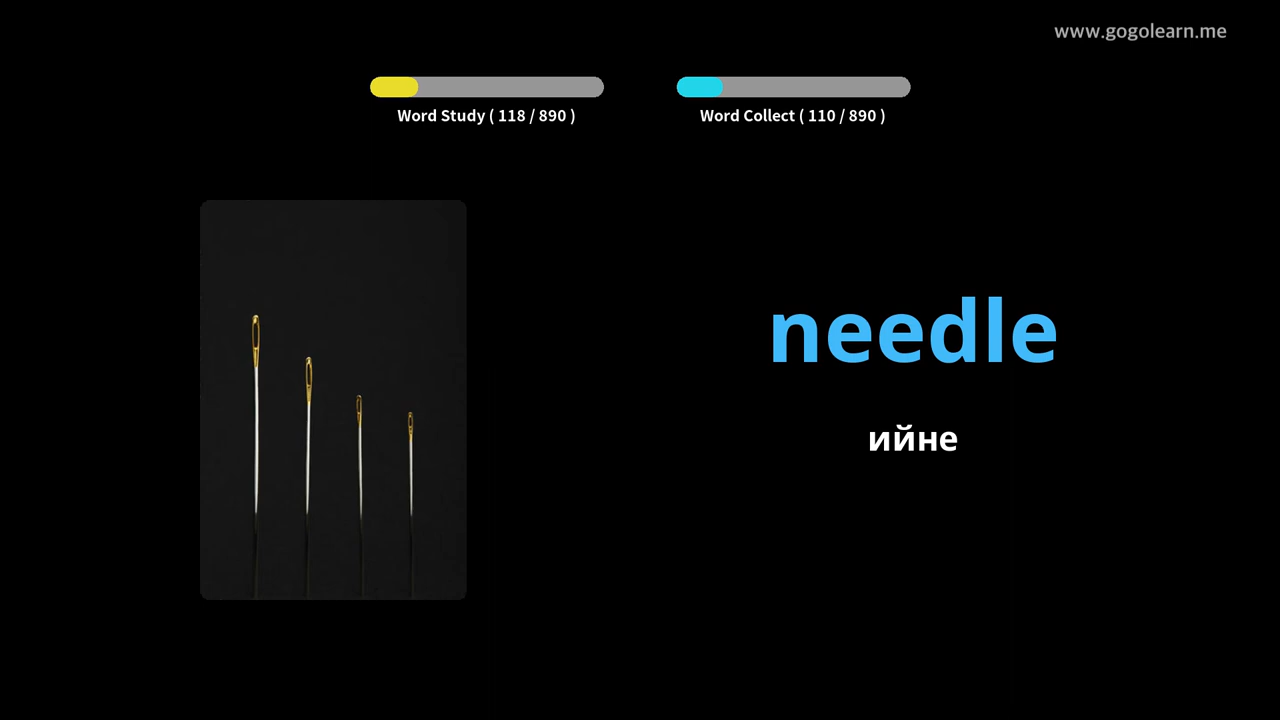 www.gogolearn.me
Word Study ( 118 / 890 )
Word Collect ( 110 / 890 )
needle
ийне